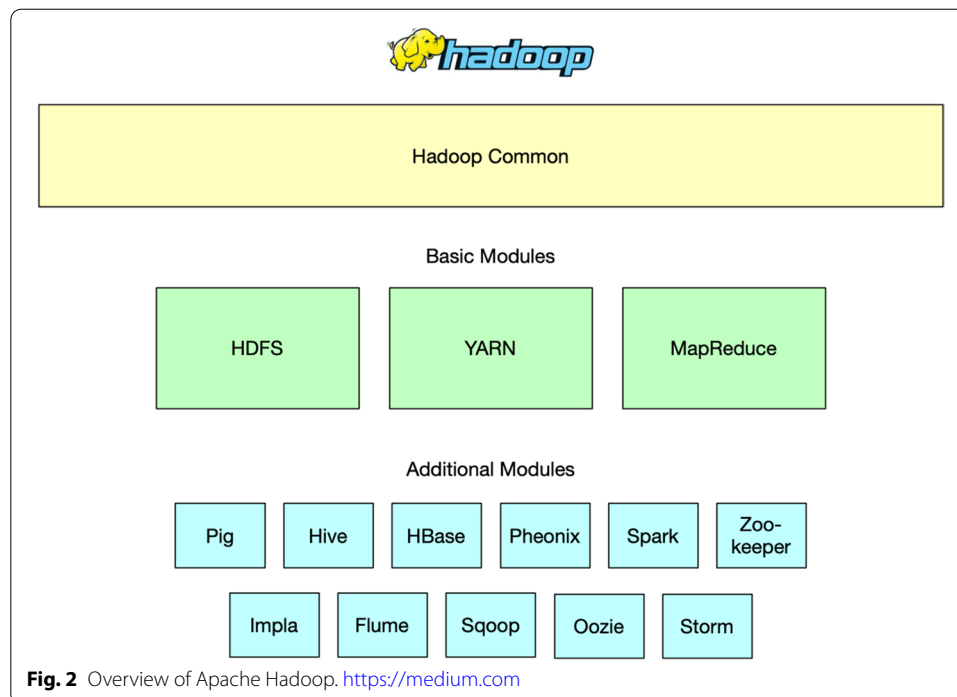 hadoop
Hadoop Common
Basic Modules
HDFS
YARN
MapReduce
Additional Modules
Pig
Hive
HBase
Pheonix
Spark
Zoo-
keeper
Impla
Flume
Sqoop
Oozie
Storm
Fig. 2 Overview of Apache Hadoop. https://medium.com